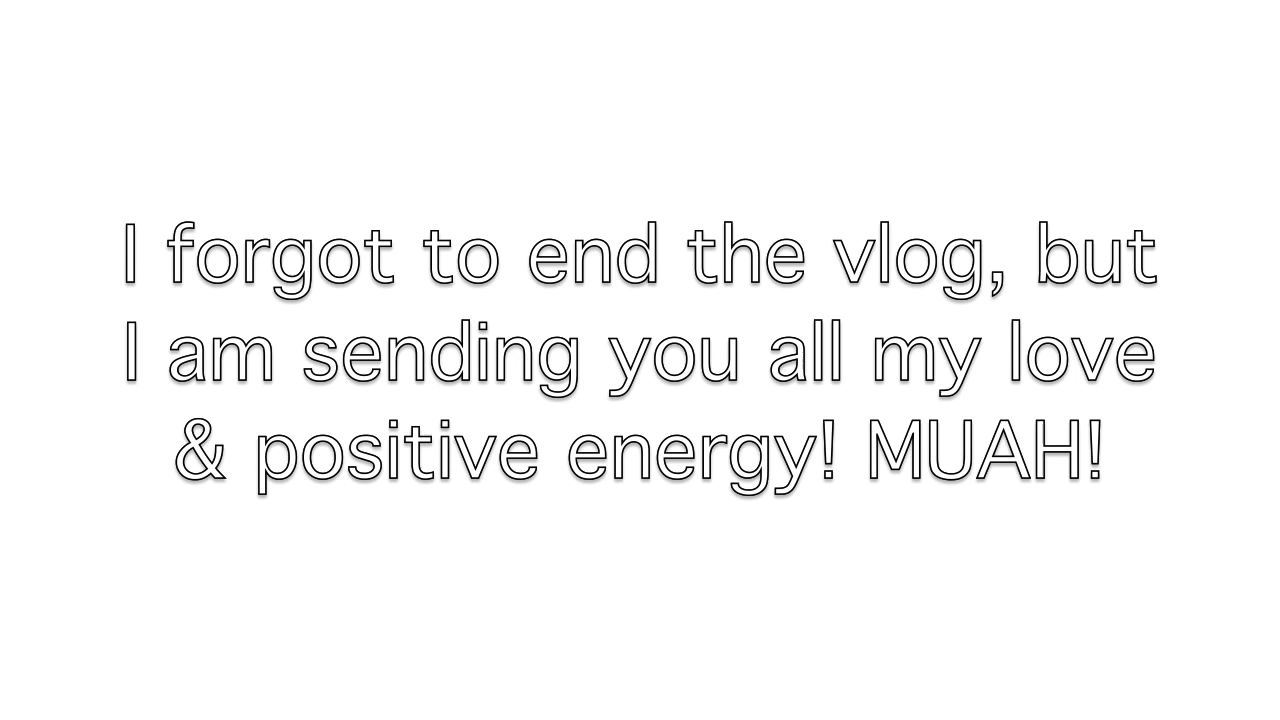 I forgot to end the vlog, but
I am sending you all my love
& positive energy! MUAH!